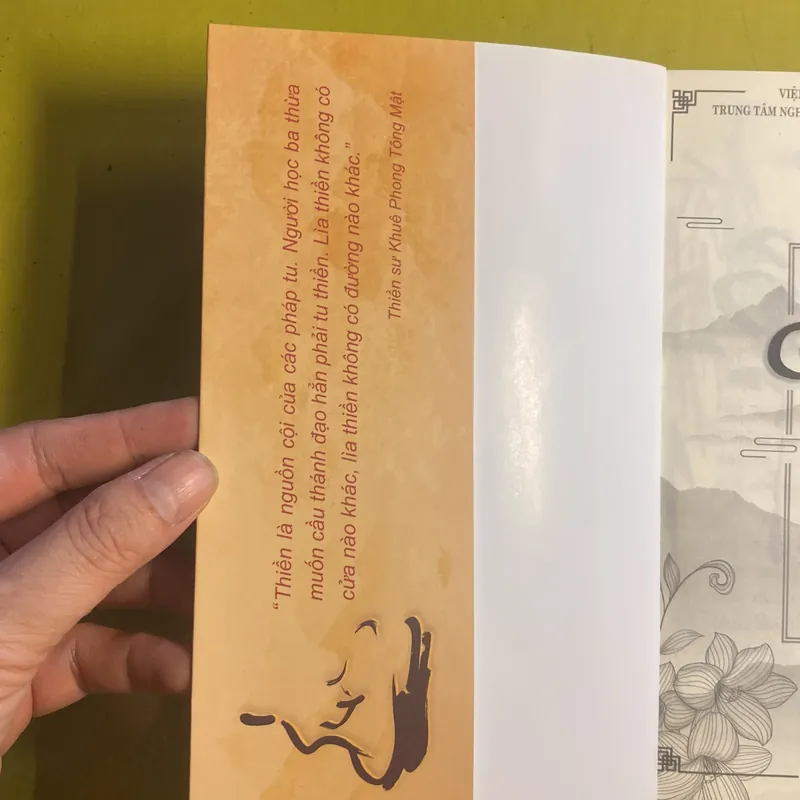 “Thiền là nguồn cội của các pháp tu. Người học ba thừa
muốn cầu thánh đạo hẳn phải tu thiền. Lìa thiền không có
cửa nào khác, lìa thiền không có đường nào khác.”
Thiền sư Khuê Phong Tông Mật
VIỆN
TRUNG TÂM NGH